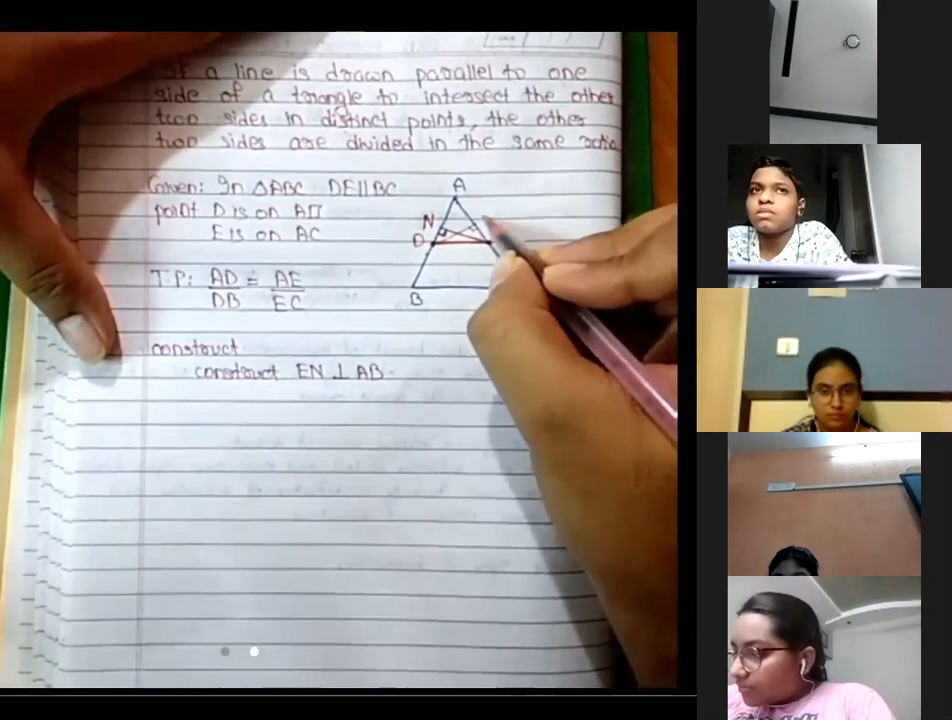 If a line is drawn parallel to one
side of a triangle to intersect the other
two sides in distinct points, the other
two sides are divided in the same ratio
Given: In △ABC DE||BC
point D is on AB
E is on AC
T.P: AD = AE
DB EC
construct
construct EN ⊥ AB
A
N
D
B